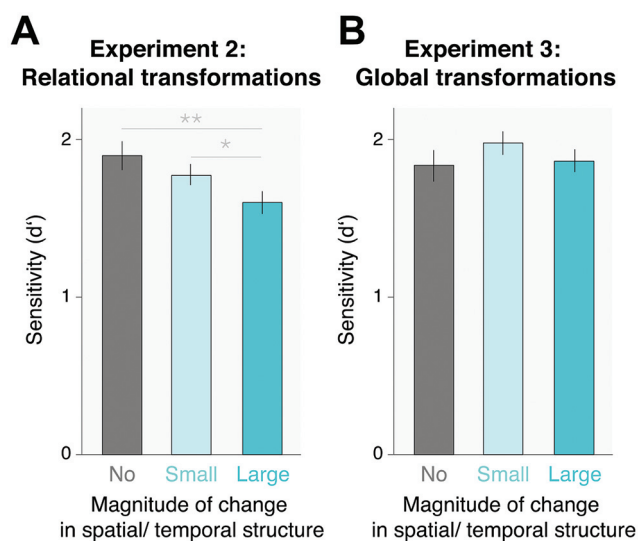 A
Experiment 2:
Relational transformations
**
*
2
1
0
Sensitivity (d')
No Small Large
Magnitude of change
in spatial/ temporal structure
B
Experiment 3:
Global transformations
2
1
0
Sensitivity (d')
No Small Large
Magnitude of change
in spatial/ temporal structure